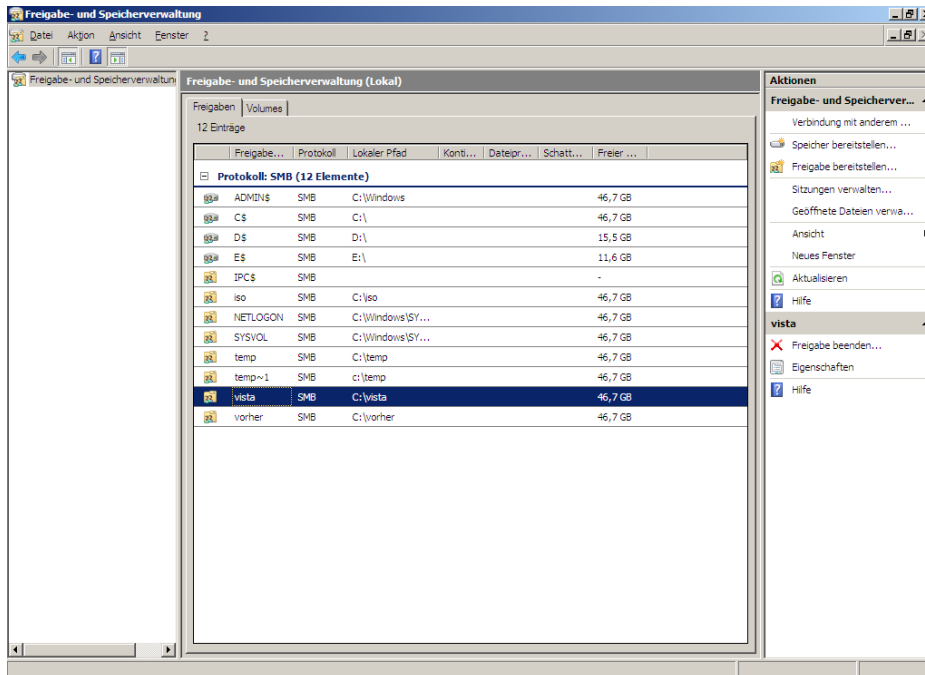 Freigabe- und Speicherverwaltung
Datei Aktion Ansicht Fenster ?
Freigabe- und Speicherverwaltun
Freigabe- und Speicherverwaltung (Lokal)
Freigaben Volumes
12 Einträge
Freigabe... Protokoll Lokaler Pfad Konti... Dateipr... Schatt... Freier ...
Protokoll: SMB (12 Elemente)
ADMIN$ SMB C:\Windows 46,7 GB
C$ SMB C:\ 46,7 GB
D$ SMB D:\ 15,5 GB
E$ SMB E:\ 11,6 GB
IPC$ SMB -
iso SMB C:\iso 46,7 GB
NETLOGON SMB C:\Windows\SY... 46,7 GB
SYSVOL SMB C:\Windows\SY... 46,7 GB
temp SMB C:\temp 46,7 GB
temp~1 SMB c:\temp 46,7 GB
vista SMB C:\vista 46,7 GB
vorher SMB C:\vorher 46,7 GB
Aktionen
Freigabe- und Speicherver...
Verbindung mit anderem ...
Speicher bereitstellen...
Freigabe bereitstellen...
Sitzungen verwalten...
Geöffnete Dateien verwa...
Ansicht
Neues Fenster
Aktualisieren
Hilfe
vista
Freigabe beenden...
Eigenschaften
Hilfe